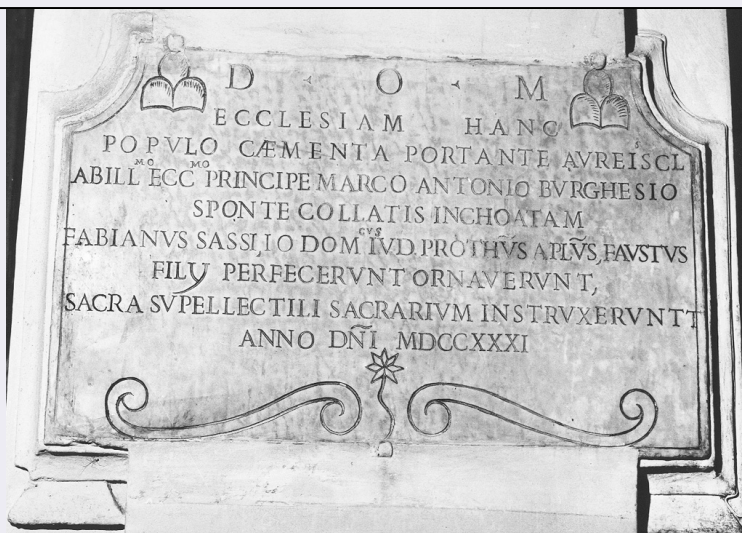 D · O · M
ECCLESIAM HANC
POPVLO CÆMENTA PORTANTE AVREIS CL
ABILL^MO ECC^MO PRINCIPE MARCO ANTONIO BVRGHESIO
SPONTE COLLATIS INCHOATAM
FABIANVS SASSI, IO DOM^CVS IVD. PROTHVS APLVS, FAVSTVS
FILIJ PERFECERVNT ORNAVERVNT,
SACRA SVPELLECTILI SACRARIVM INSTRVXERVNTT
ANNO DÑI MDCCXXXI